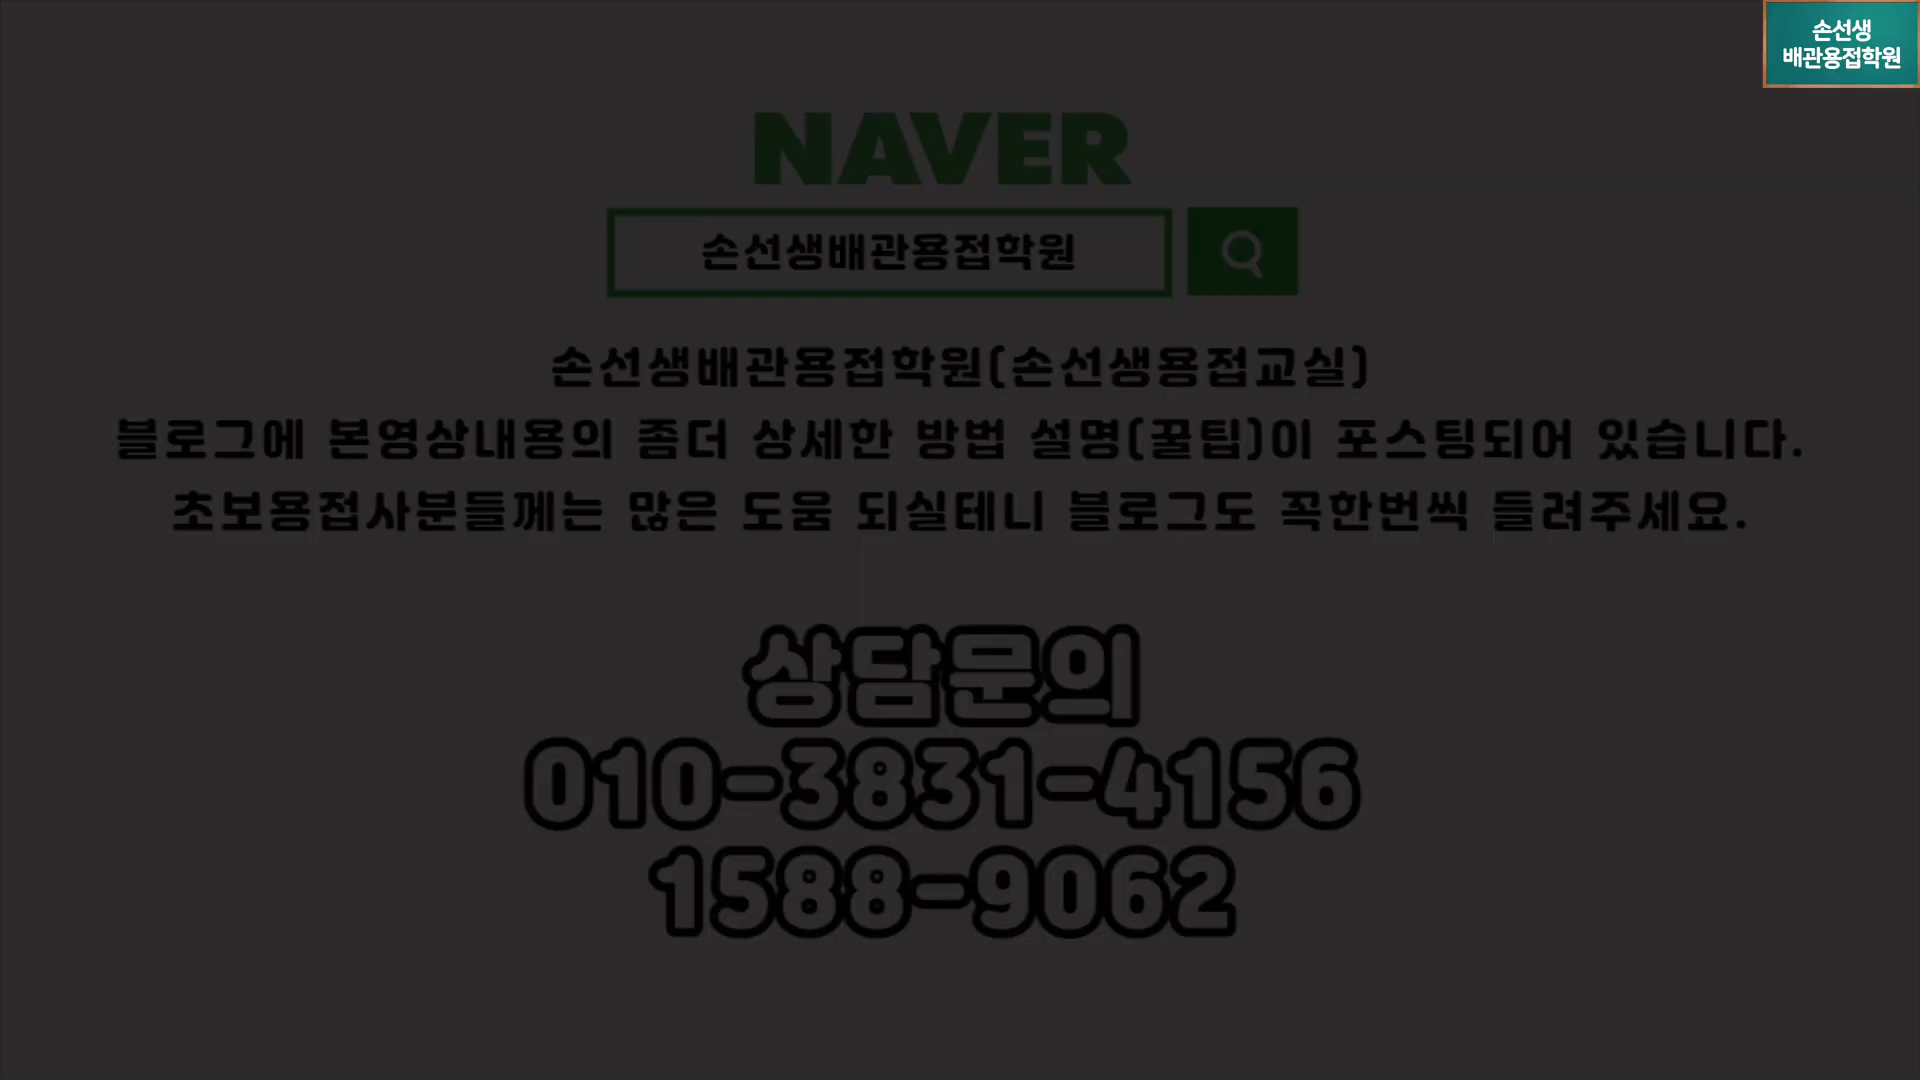 손선생
배관용접학원
NAVER
손선생배관용접학원
손선생배관용접학원(손선생용접교실)
블로그에 본영상내용의 좀더 상세한 방법 설명(꿀팁)이 포스팅되어 있습니다.
초보용접사분들께는 많은 도움 되실테니 블로그도 꼭한번씩 들려주세요.
상담문의
010-3831-4156
1588-9062